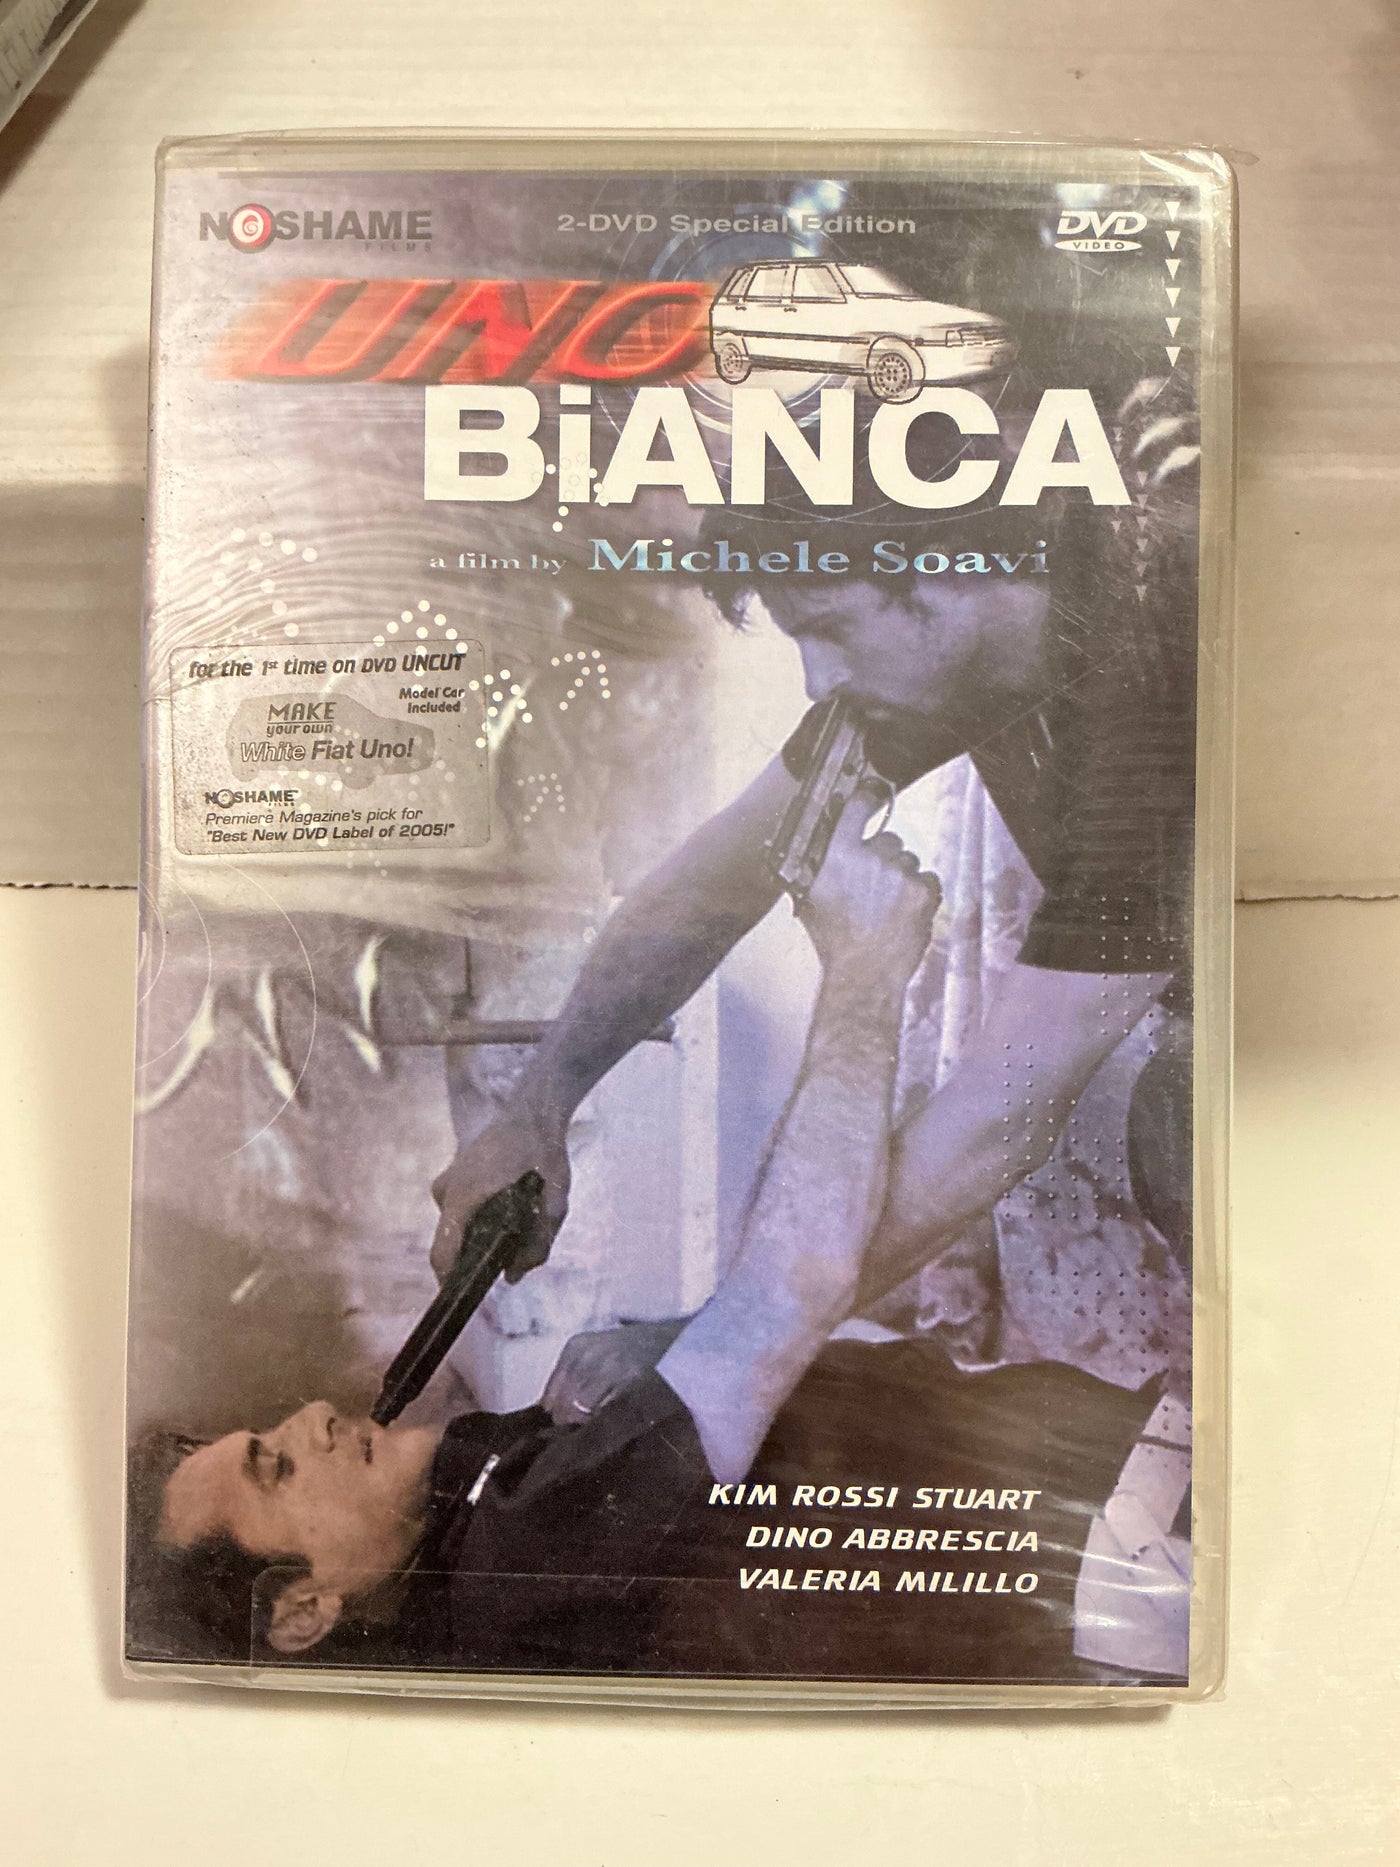 NOSHAME
FILMS
2-DVD Special Edition
DVD
VIDEO
UNO
BiANCA
a film by Michele Soavi
for the 1st time on DVD UNCUT
Model Car
Included
MAKE
your own
White Fiat Uno!
NOSHAME
FILMS
Premiere Magazine's pick for
"Best New DVD Label of 2005!"
KIM ROSSI STUART
DINO ABBRESCIA
VALERIA MILILLO